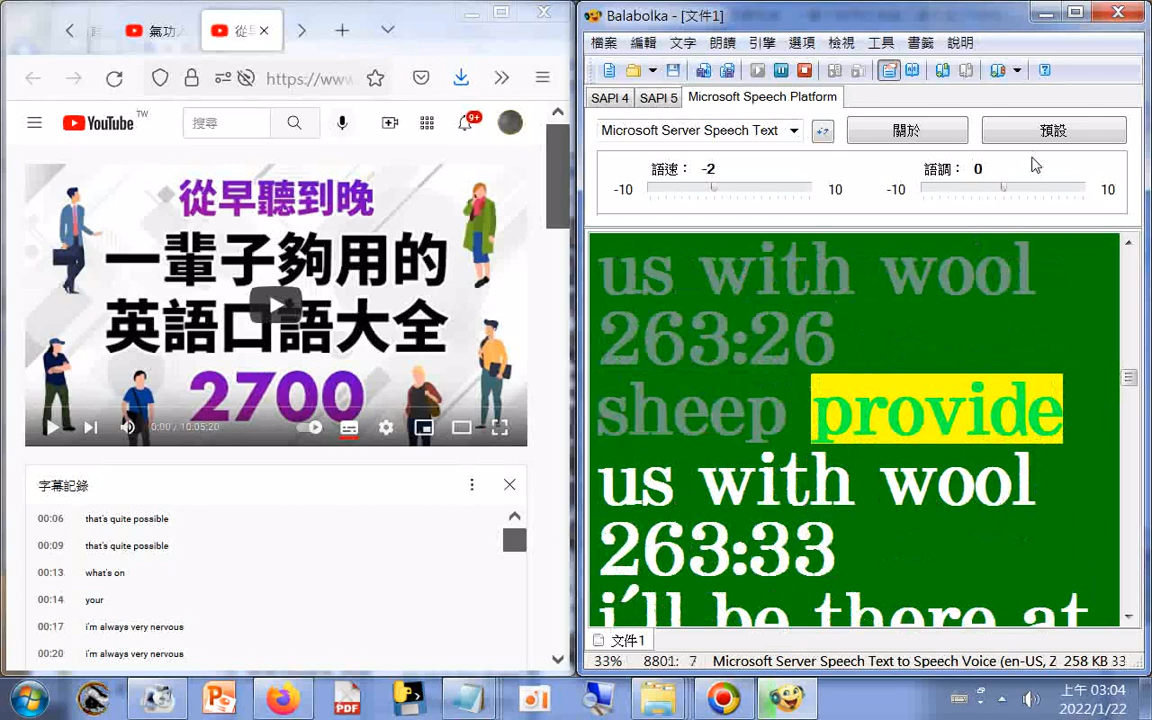 氣功
從
https://www
YouTube TW
搜尋
9+
從早聽到晚
一輩子夠用的
英語口語大全
2700
0:00 / 10:05:20
字幕記錄
00:06 that's quite possible
00:09 that's quite possible
00:13 what's on
00:14 your
00:17 i'm always very nervous
00:20 i'm always very nervous
Balabolka - [文件1]
檔案 編輯 文字 朗讀 引擎 選項 檢視 工具 書籤 說明
SAPI 4 SAPI 5 Microsoft Speech Platform
Microsoft Server Speech Text 關於 預設
語速： -2 語調： 0
-10 10 -10 10
us with wool
263:26
sheep provide
us with wool
263:33
i'll be there at
文件1
33% 8801: 7 Microsoft Server Speech Text to Speech Voice (en-US, Z 258 KB 33
PDF
上午 03:04
2022/1/22